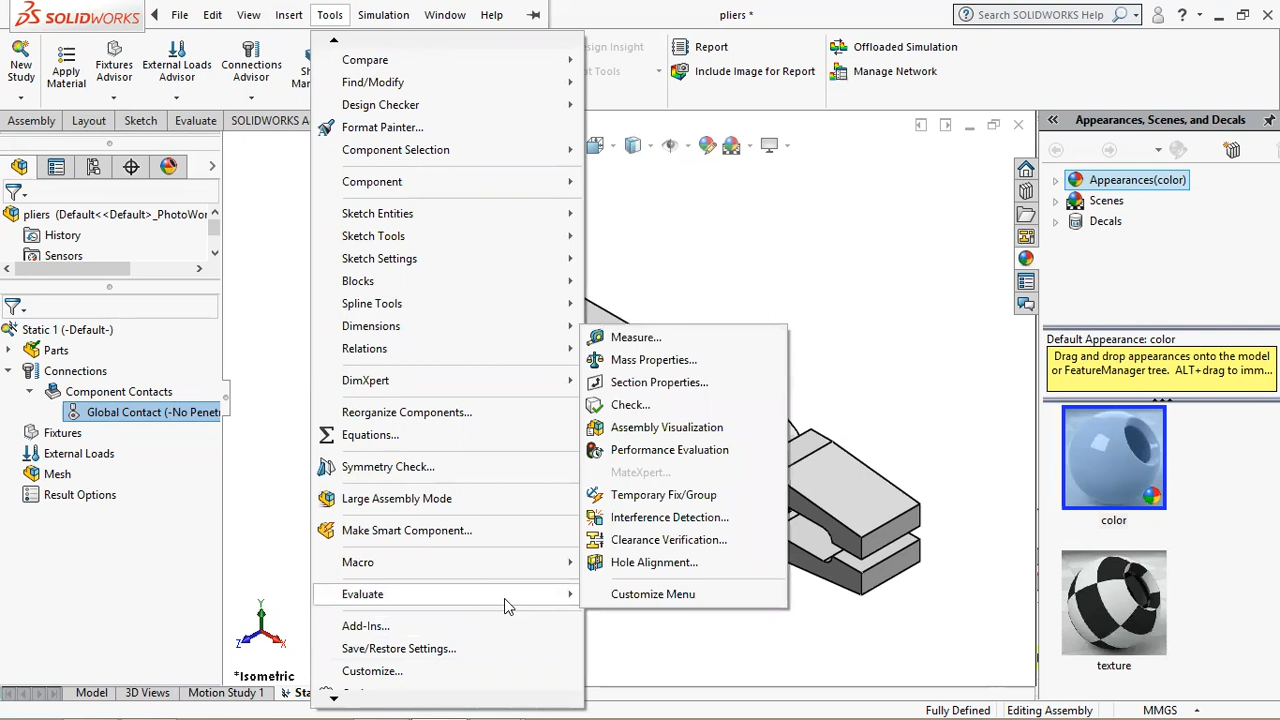 SOLIDWORKS
File
Edit
View
Insert
Tools
Simulation
Window
Help
pliers *
Search SOLIDWORKS Help
?
New Study
Apply Material
Fixtures Advisor
External Loads Advisor
Connections Advisor
Report
Include Image for Report
Offloaded Simulation
Manage Network
Assembly
Layout
Sketch
Evaluate
SOLIDWORKS A
pliers (Default<<Default>_PhotoWor
History
Sensors
Static 1 (-Default-)
Parts
Connections
Component Contacts
Global Contact (-No Penetr
Fixtures
External Loads
Mesh
Result Options
Compare
Find/Modify
Design Checker
Format Painter...
Component Selection
Component
Sketch Entities
Sketch Tools
Sketch Settings
Blocks
Spline Tools
Dimensions
Relations
DimXpert
Reorganize Components...
Equations...
Symmetry Check...
Large Assembly Mode
Make Smart Component...
Macro
Evaluate
Add-Ins...
Save/Restore Settings...
Customize...
Measure...
Mass Properties...
Section Properties...
Check...
Assembly Visualization
Performance Evaluation
MateXpert...
Temporary Fix/Group
Interference Detection...
Clearance Verification...
Hole Alignment...
Customize Menu
Appearances, Scenes, and Decals
Appearances(color)
Scenes
Decals
Default Appearance: color
Drag and drop appearances onto the model
or FeatureManager tree. ALT+drag to imm...
color
texture
Y
Z
X
*Isometric
Model
3D Views
Motion Study 1
Sta
Fully Defined
Editing Assembly
MMGS